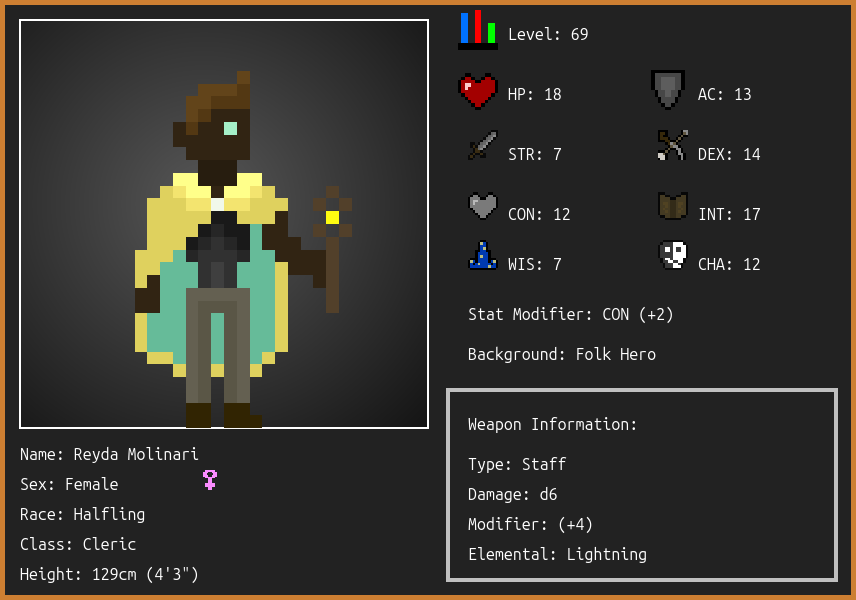 Level: 69
HP: 18
AC: 13
STR: 7
DEX: 14
CON: 12
INT: 17
WIS: 7
CHA: 12
Stat Modifier: CON (+2)
Background: Folk Hero
Weapon Information:
Type: Staff
Damage: d6
Modifier: (+4)
Elemental: Lightning
Name: Reyda Molinari
Sex: Female
Race: Halfling
Class: Cleric
Height: 129cm (4'3")